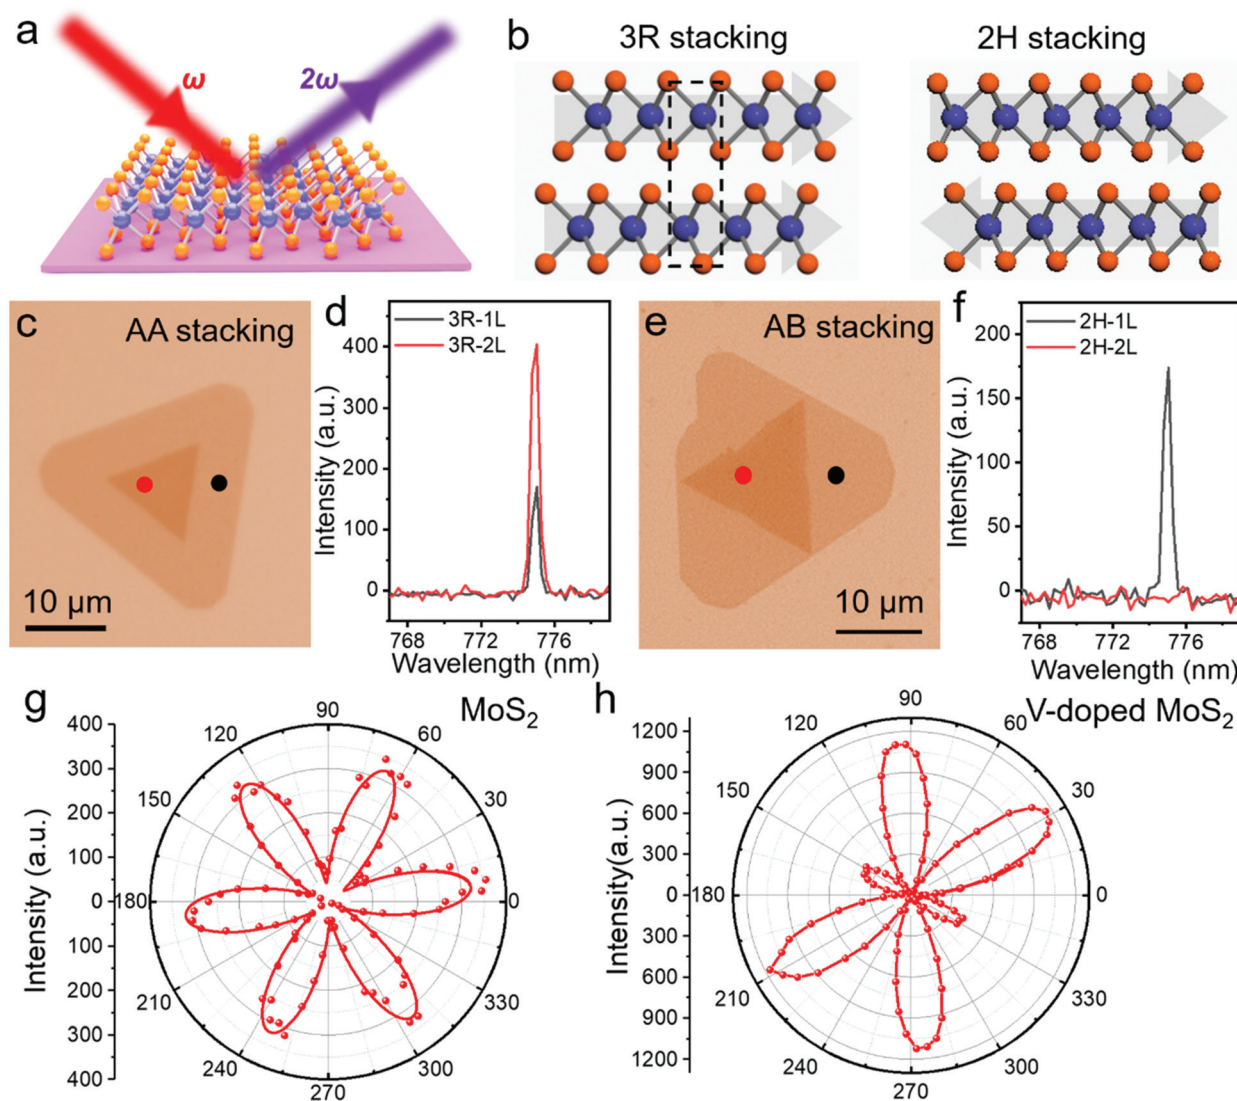 a
ω
2ω
b
3R stacking
2H stacking
c
AA stacking
10 μm
d
3R-1L
3R-2L
400
300
200
100
0
768
772
776
Intensity (a.u.)
Wavelength (nm)
e
AB stacking
10 μm
f
2H-1L
2H-2L
200
150
100
50
0
768
772
776
Intensity (a.u.)
Wavelength (nm)
g
MoS2
400
300
200
100
0
100
200
300
400
Intensity (a.u.)
90
60
30
0
330
300
270
240
210
180
150
120
h
V-doped MoS2
1200
900
600
300
0
300
600
900
1200
Intensity(a.u.)
90
60
30
0
330
300
270
240
210
180
150
120